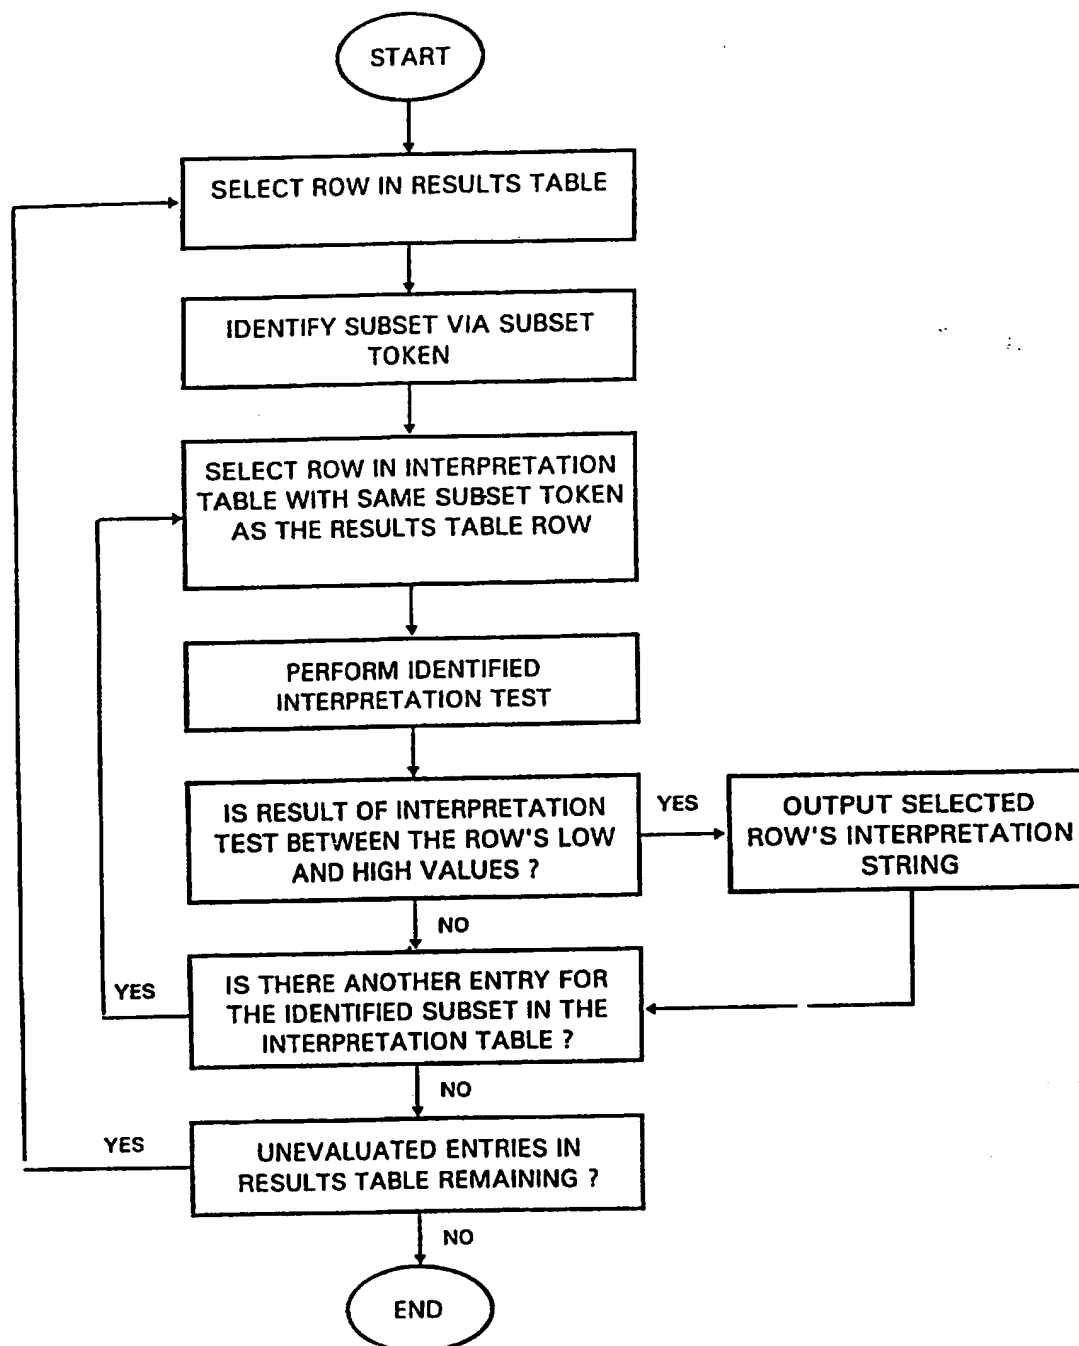 START
SELECT ROW IN RESULTS TABLE
IDENTIFY SUBSET VIA SUBSET
TOKEN
SELECT ROW IN INTERPRETATION
TABLE WITH SAME SUBSET TOKEN
AS THE RESULTS TABLE ROW
PERFORM IDENTIFIED
INTERPRETATION TEST
IS RESULT OF INTERPRETATION
TEST BETWEEN THE ROW'S LOW
AND HIGH VALUES ?
YES
OUTPUT SELECTED
ROW'S INTERPRETATION
STRING
NO
IS THERE ANOTHER ENTRY FOR
THE IDENTIFIED SUBSET IN THE
INTERPRETATION TABLE ?
YES
NO
UNEVALUATED ENTRIES IN
RESULTS TABLE REMAINING ?
YES
NO
END